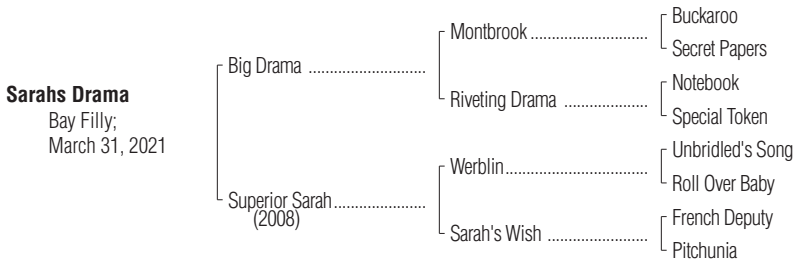 Sarahs Drama
Bay Filly;
March 31, 2021
Big Drama ...........................
Superior Sarah.....................
(2008)
Montbrook ...........................
Riveting Drama ...................
Werblin.................................
Sarah's Wish .......................
Buckaroo
Secret Papers
Notebook
Special Token
Unbridled's Song
Roll Over Baby
French Deputy
Pitchunia